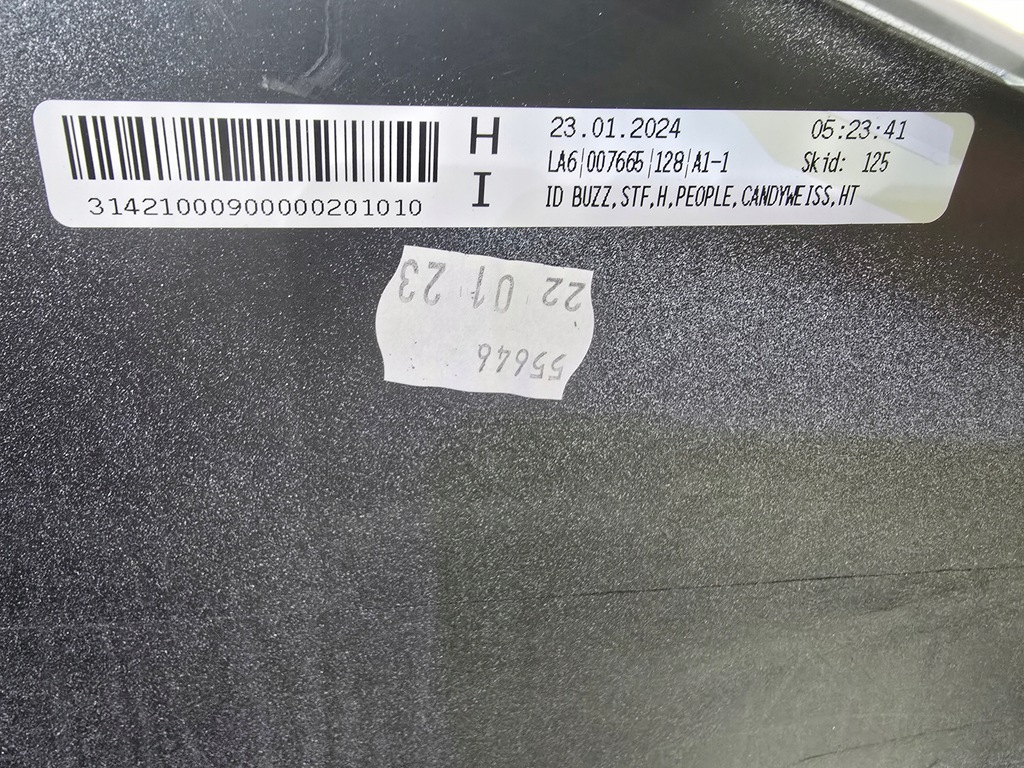 31421000900000201010
H
I
23.01.2024 05:23:41
LA6|007665|128|A1-1 Skid: 125
ID BUZZ,STF,H,PEOPLE,CANDYWEISS,HT
22 01 23
55646